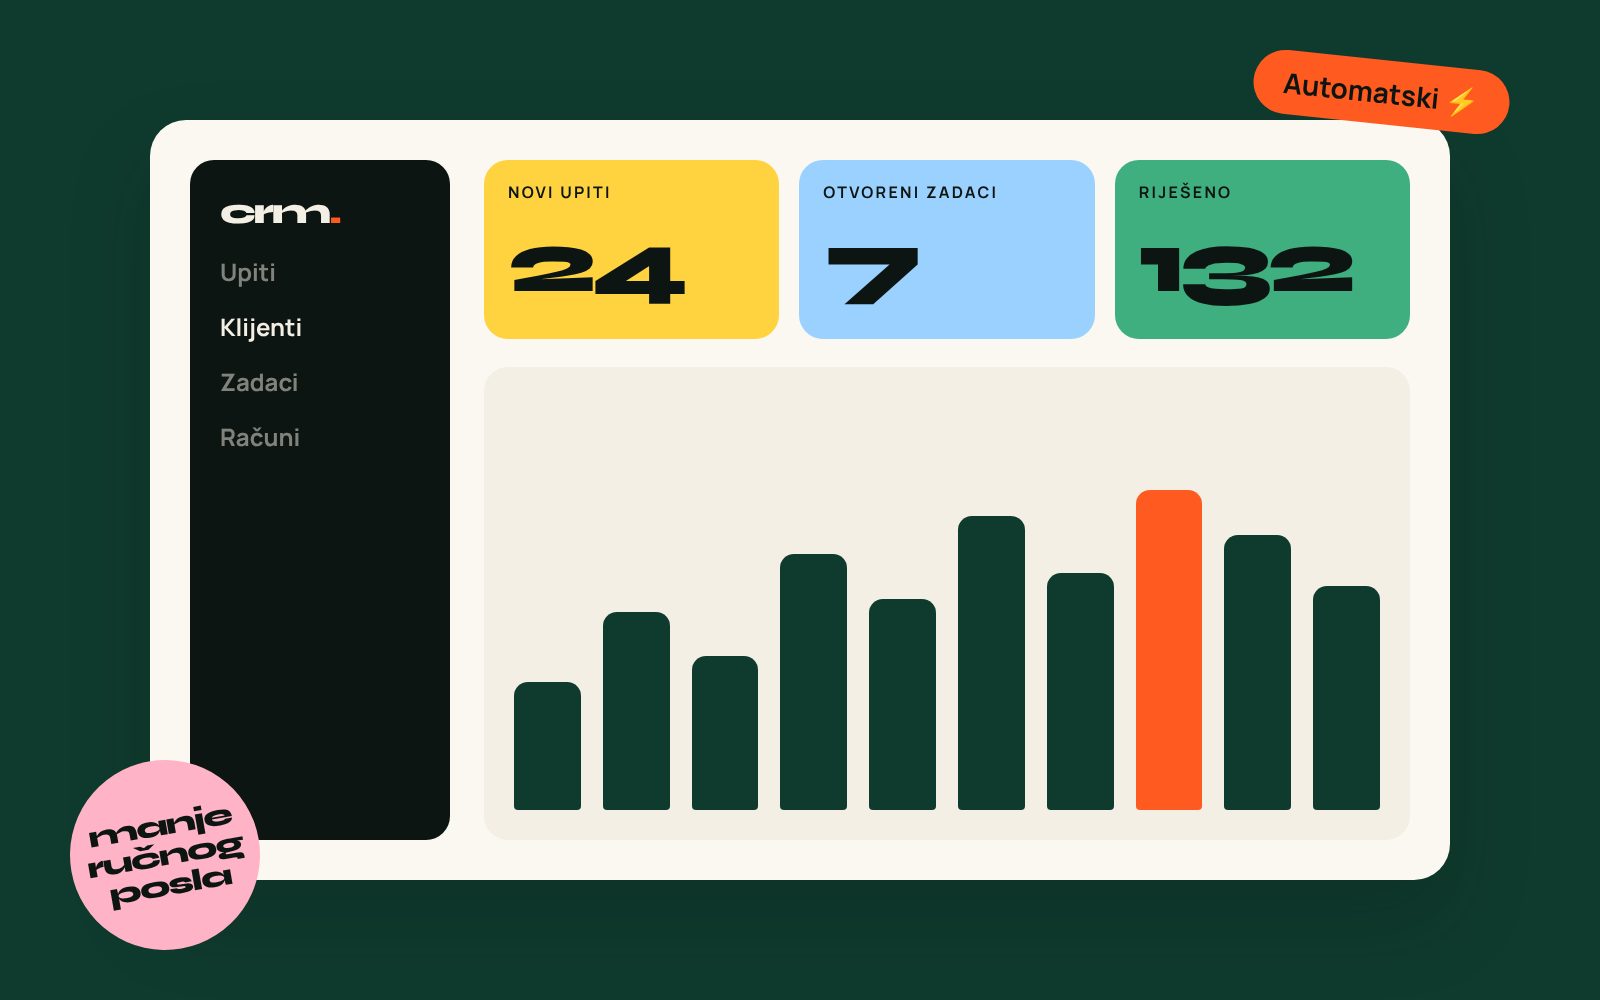 Automatski ⚡
crm.
Upiti
Klijenti
Zadaci
Računi
NOVI UPITI
24
OTVORENI ZADACI
7
RIJEŠENO
132
manje
ručnog
posla